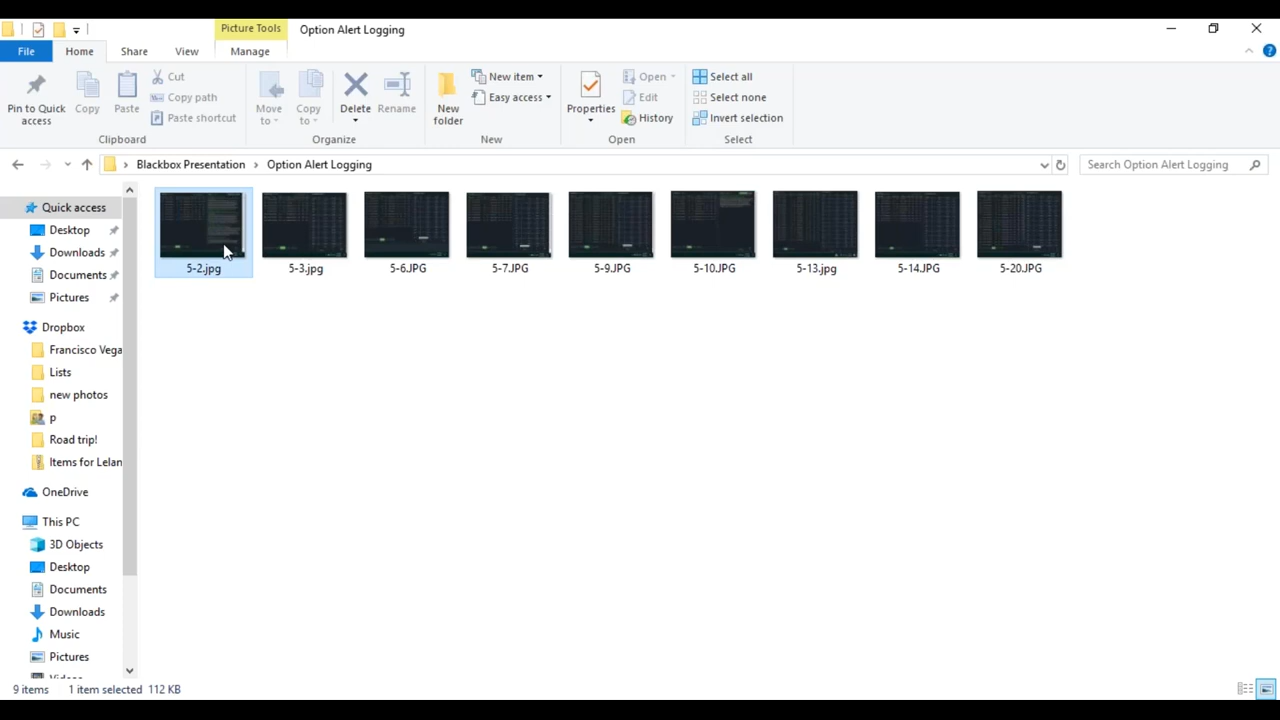 Picture Tools
Option Alert Logging
File
Home
Share
View
Manage
Pin to Quick access
Copy
Paste
Cut
Copy path
Paste shortcut
Clipboard
Move to
Copy to
Delete
Rename
Organize
New folder
New item
Easy access
New
Properties
Open
Edit
History
Open
Select all
Select none
Invert selection
Select
Blackbox Presentation
Option Alert Logging
Search Option Alert Logging
Quick access
Desktop
Downloads
Documents
Pictures
Dropbox
Francisco Vega
Lists
new photos
p
Road trip!
Items for Lelan
OneDrive
This PC
3D Objects
Desktop
Documents
Downloads
Music
Pictures
5-2.jpg
5-3.jpg
5-6.JPG
5-7.JPG
5-9.JPG
5-10.JPG
5-13.jpg
5-14.JPG
5-20.JPG
9 items
1 item selected 112 KB